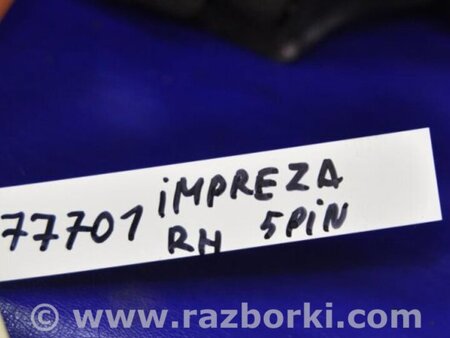 77701 iMPREZA
RH 5PiN
© www.razborki.com